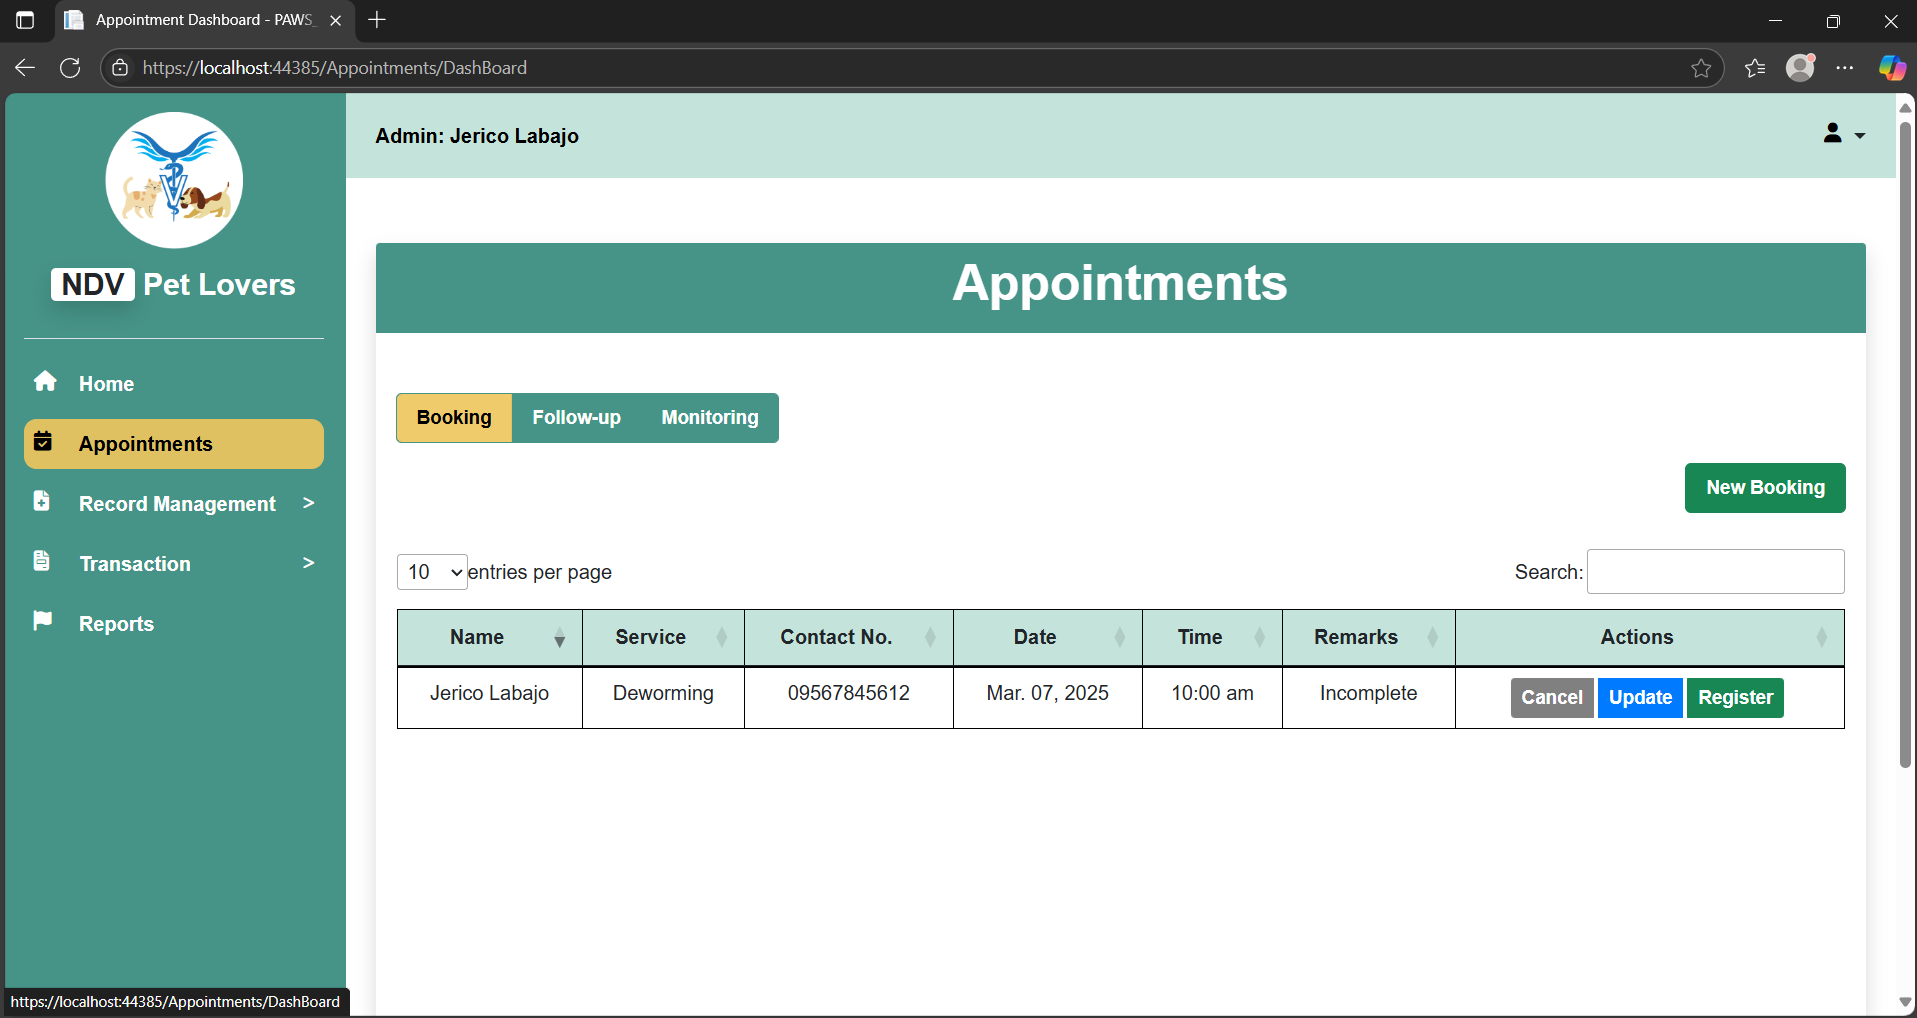 Appointment Dashboard - PAWS_
https://localhost:44385/Appointments/DashBoard
NDV Pet Lovers
Home
Appointments
Record Management >
Transaction >
Reports
Admin: Jerico Labajo
Appointments
Booking Follow-up Monitoring
New Booking
10 entries per page Search:
Name Service Contact No. Date Time Remarks Actions
Jerico Labajo Deworming 09567845612 Mar. 07, 2025 10:00 am Incomplete Cancel Update Register
https://localhost:44385/Appointments/DashBoard